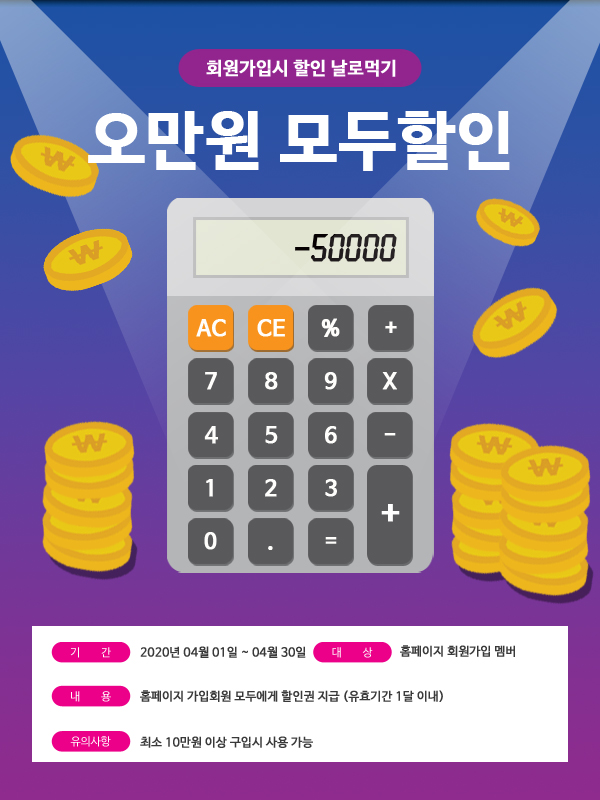 회원가입시 할인 날로먹기
오만원 모두할인
-50000
AC CE % +
7 8 9 X
4 5 6 -
1 2 3 +
0 . =
기 간 2020년 04월 01일 ~ 04월 30일 대 상 홈페이지 회원가입 멤버
내 용 홈페이지 가입회원 모두에게 할인권 지급 (유효기간 1달 이내)
유의사항 최소 10만원 이상 구입시 사용 가능
₩
₩
₩
₩
₩
₩
₩